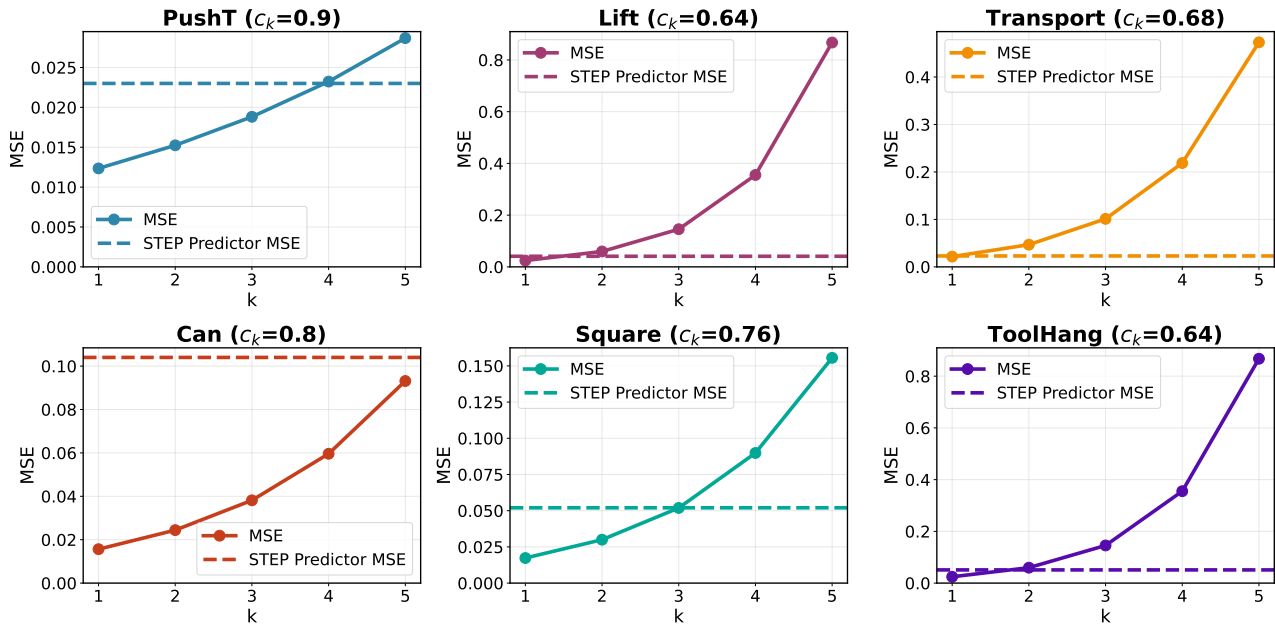 PushT (cₖ=0.9)
MSE
0.025
0.020
0.015
0.010
0.005
0.000
MSE
STEP Predictor MSE
1 2 3 4 5
k
Lift (cₖ=0.64)
MSE
0.8
0.6
0.4
0.2
0.0
MSE
STEP Predictor MSE
1 2 3 4 5
k
Transport (cₖ=0.68)
MSE
0.4
0.3
0.2
0.1
0.0
MSE
STEP Predictor MSE
1 2 3 4 5
k
Can (cₖ=0.8)
MSE
0.10
0.08
0.06
0.04
0.02
0.00
MSE
STEP Predictor MSE
1 2 3 4 5
k
Square (cₖ=0.76)
MSE
0.150
0.125
0.100
0.075
0.050
0.025
0.000
MSE
STEP Predictor MSE
1 2 3 4 5
k
ToolHang (cₖ=0.64)
MSE
0.8
0.6
0.4
0.2
0.0
MSE
STEP Predictor MSE
1 2 3 4 5
k